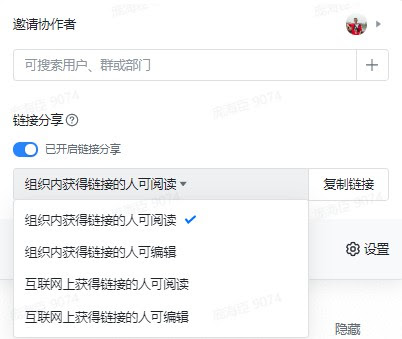 邀请协作者
可搜索用户、群或部门
链接分享
已开启链接分享
组织内获得链接的人可阅读
复制链接
组织内获得链接的人可阅读
组织内获得链接的人可编辑
设置
互联网上获得链接的人可阅读
互联网上获得链接的人可编辑
隐藏